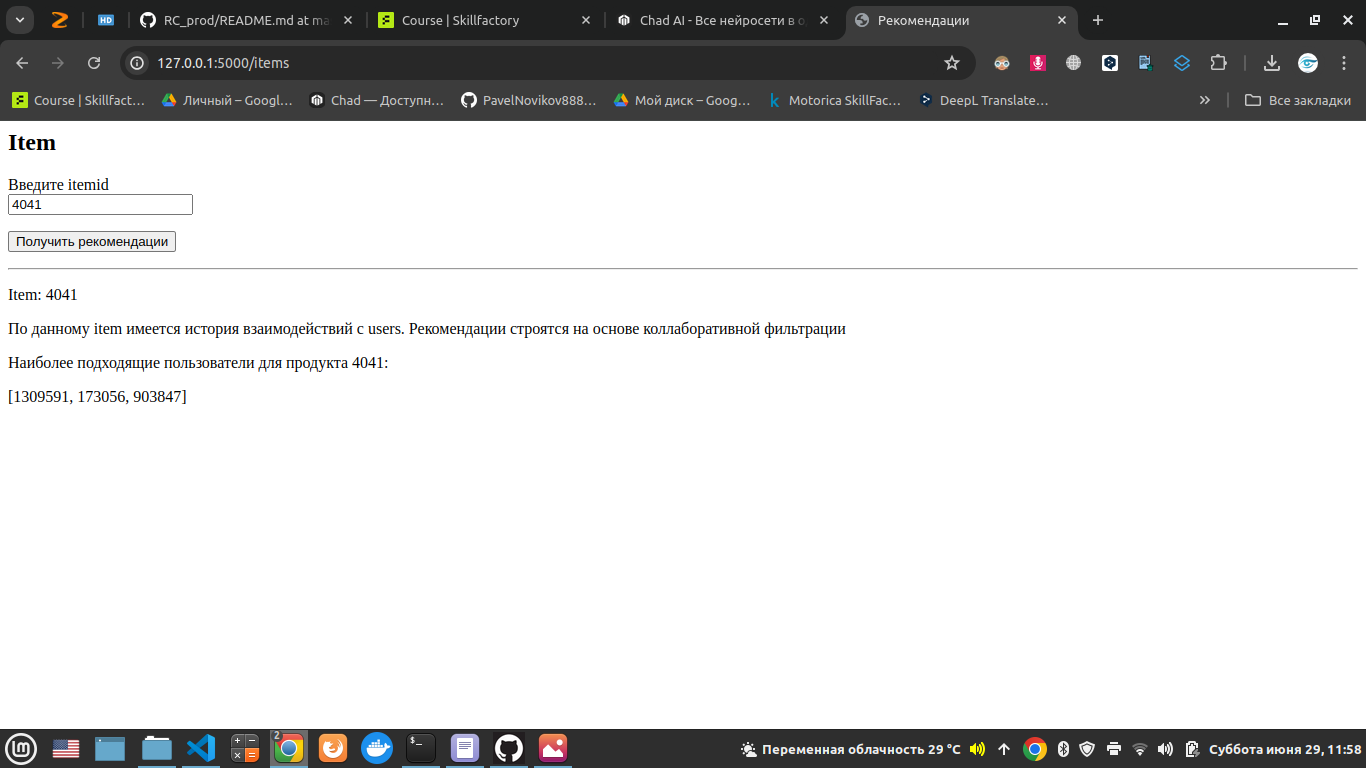 HD
RC_prod/README.md at ma
Course | Skillfactory
Chad AI - Все нейросети в о
Рекомендации
127.0.0.1:5000/items
Course | Skillfact…
Личный – Googl…
Chad — Доступн…
PavelNovikov888…
Мой диск – Goog…
Motorica SkillFac…
DeepL Translate…
Все закладки
Item
Введите itemid
4041
Получить рекомендации
Item: 4041
По данному item имеется история взаимодействий с users. Рекомендации строятся на основе коллаборативной фильтрации
Наиболее подходящие пользователи для продукта 4041:
[1309591, 173056, 903847]
2
Переменная облачность 29 °C
Суббота июня 29, 11:58